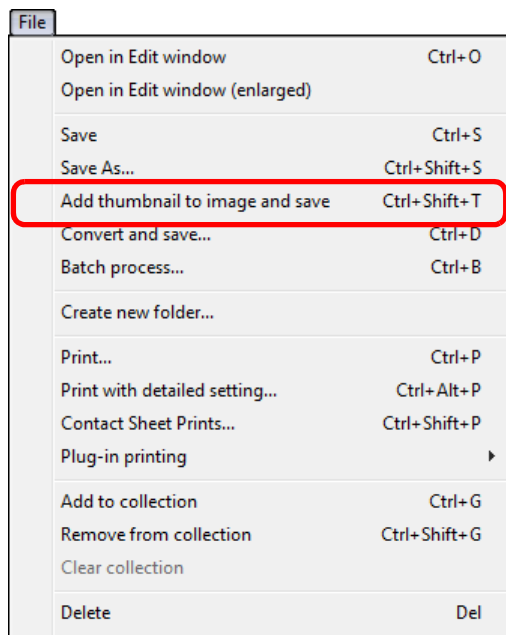 File
Open in Edit window Ctrl+O
Open in Edit window (enlarged)
Save Ctrl+S
Save As... Ctrl+Shift+S
Add thumbnail to image and save Ctrl+Shift+T
Convert and save... Ctrl+D
Batch process... Ctrl+B
Create new folder...
Print... Ctrl+P
Print with detailed setting... Ctrl+Alt+P
Contact Sheet Prints... Ctrl+Shift+P
Plug-in printing
Add to collection Ctrl+G
Remove from collection Ctrl+Shift+G
Clear collection
Delete Del